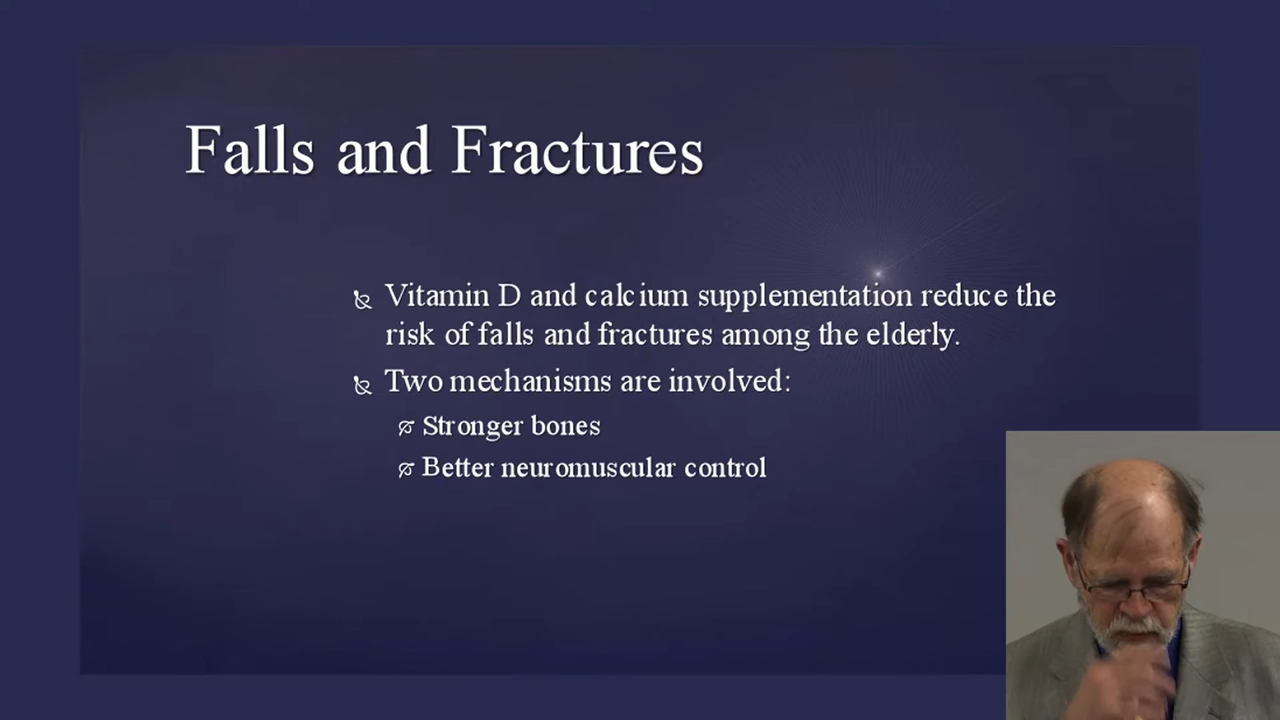 Falls and Fractures
Vitamin D and calcium supplementation reduce the
risk of falls and fractures among the elderly.
Two mechanisms are involved:
Stronger bones
Better neuromuscular control